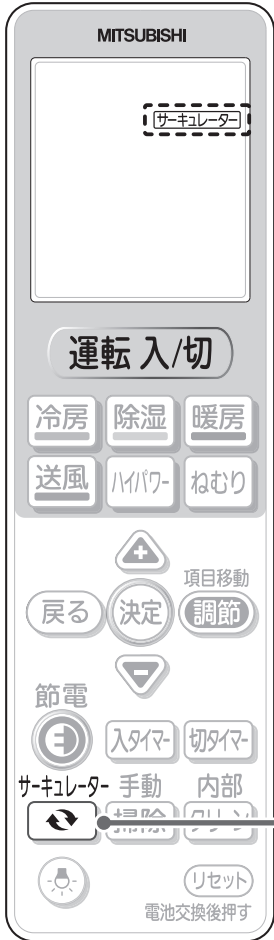 MITSUBISHI
サーキュレーター
運転 入/切
冷房 除湿 暖房
送風 ハイパワー ねむり
項目移動
戻る 決定 調節
節電
入タイマー 切タイマー
サーキュレーター 手動 内部
掃除 クリーン
リセット
電池交換後押す